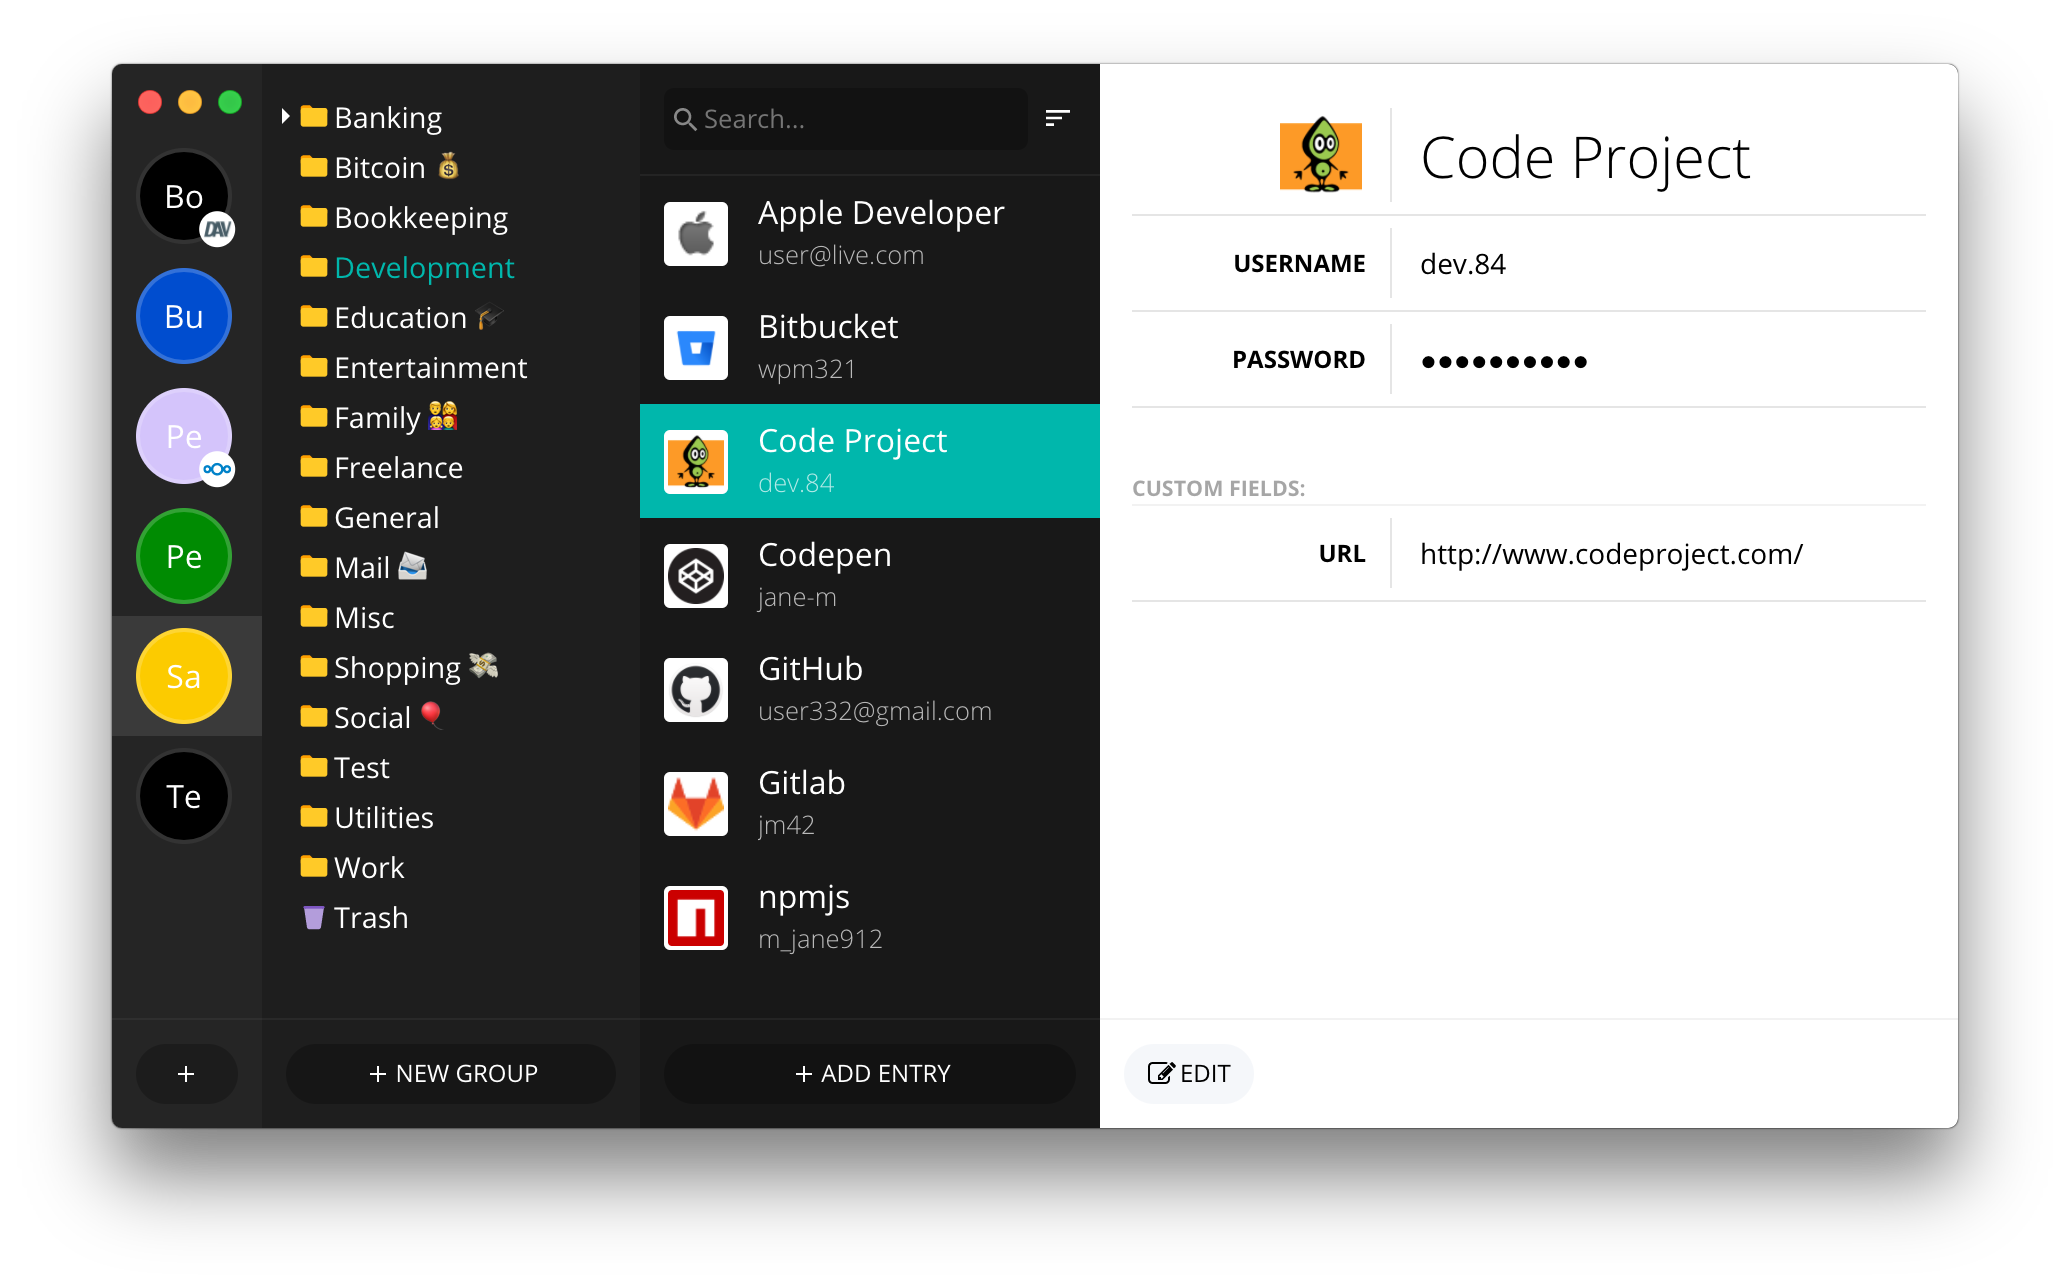 Bo
DAV
Bu
Pe
Pe
Sa
Te
+
Banking
Bitcoin 💰
Bookkeeping
Development
Education 🎓
Entertainment
Family 👨‍👩‍👧‍👦
Freelance
General
Mail 📨
Misc
Shopping 💸
Social 🎈
Test
Utilities
Work
Trash
+ NEW GROUP
Search...
Apple Developer
user@live.com
Bitbucket
wpm321
Code Project
dev.84
Codepen
jane-m
GitHub
user332@gmail.com
Gitlab
jm42
npmjs
m_jane912
+ ADD ENTRY
Code Project
USERNAME dev.84
PASSWORD ●●●●●●●●●●
CUSTOM FIELDS:
URL http://www.codeproject.com/
EDIT